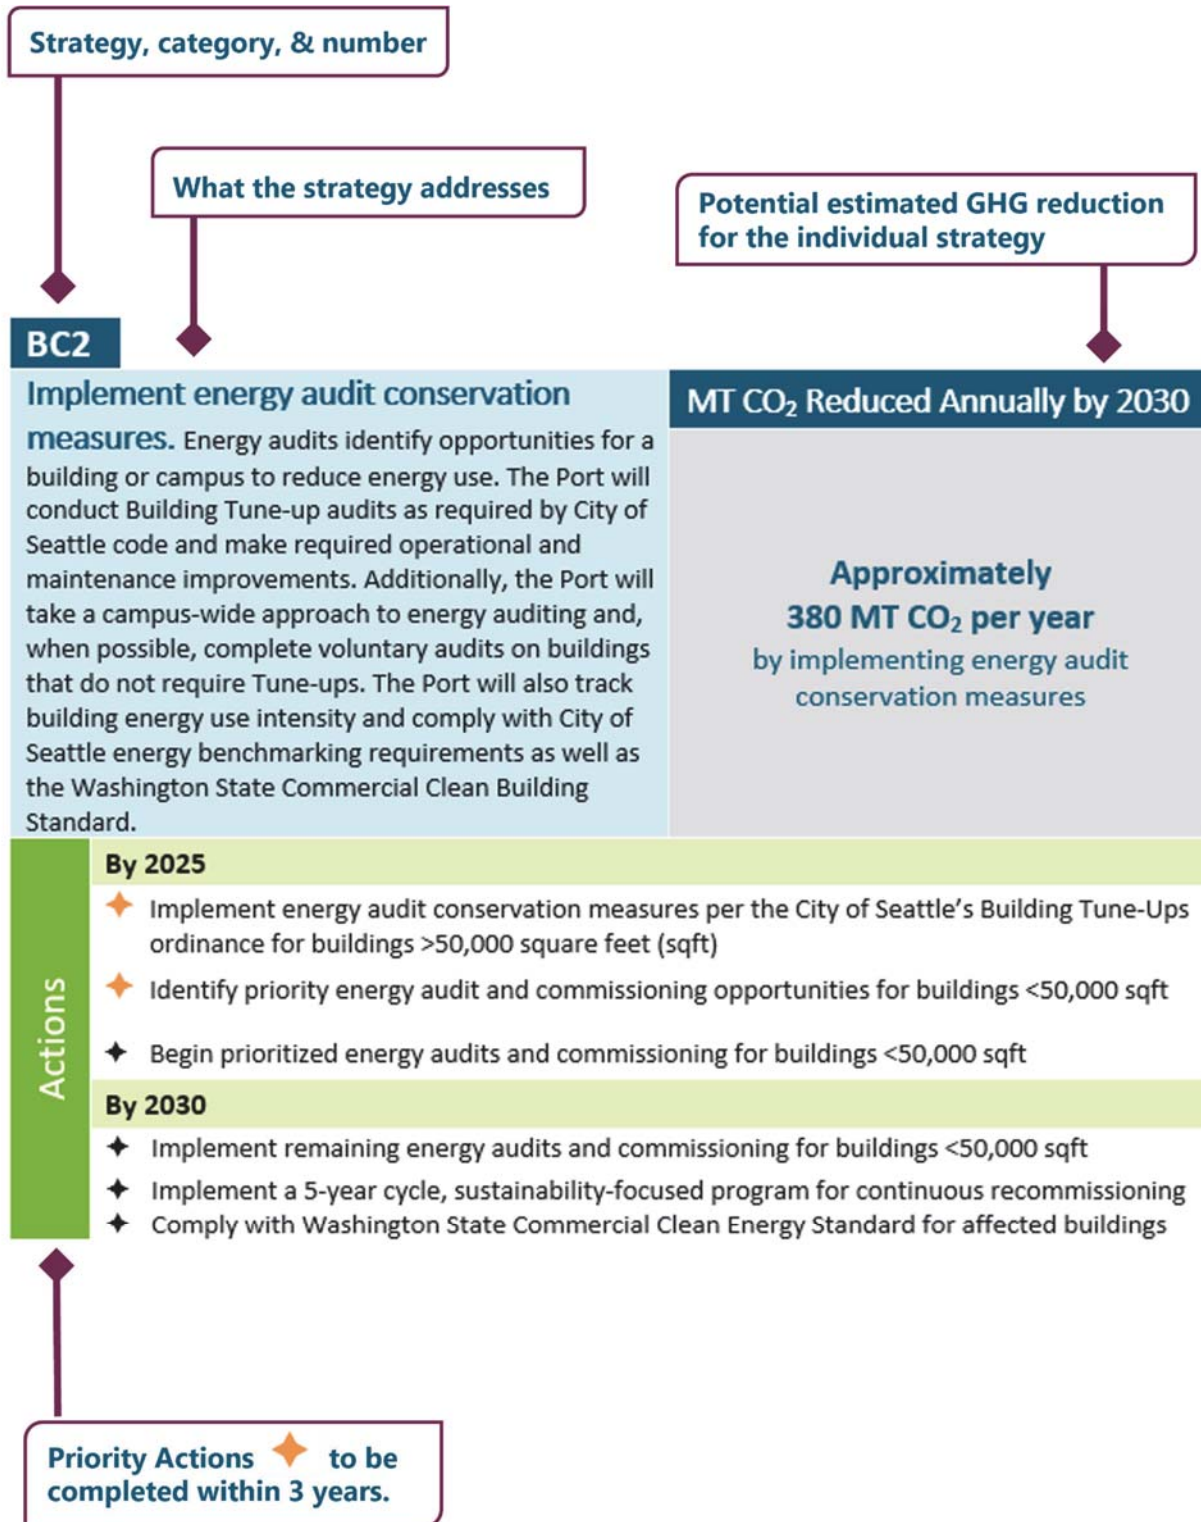 Strategy, category, & number
What the strategy addresses
Potential estimated GHG reduction
for the individual strategy
BC2
Implement energy audit conservation
measures. Energy audits identify opportunities for a
building or campus to reduce energy use. The Port will
conduct Building Tune-up audits as required by City of
Seattle code and make required operational and
maintenance improvements. Additionally, the Port will
take a campus-wide approach to energy auditing and,
when possible, complete voluntary audits on buildings
that do not require Tune-ups. The Port will also track
building energy use intensity and comply with City of
Seattle energy benchmarking requirements as well as
the Washington State Commercial Clean Building
Standard.
MT CO₂ Reduced Annually by 2030
Approximately
380 MT CO₂ per year
by implementing energy audit
conservation measures
Actions
By 2025
Implement energy audit conservation measures per the City of Seattle’s Building Tune-Ups
ordinance for buildings >50,000 square feet (sqft)
Identify priority energy audit and commissioning opportunities for buildings <50,000 sqft
Begin prioritized energy audits and commissioning for buildings <50,000 sqft
By 2030
Implement remaining energy audits and commissioning for buildings <50,000 sqft
Implement a 5-year cycle, sustainability-focused program for continuous recommissioning
Comply with Washington State Commercial Clean Energy Standard for affected buildings
Priority Actions to be
completed within 3 years.